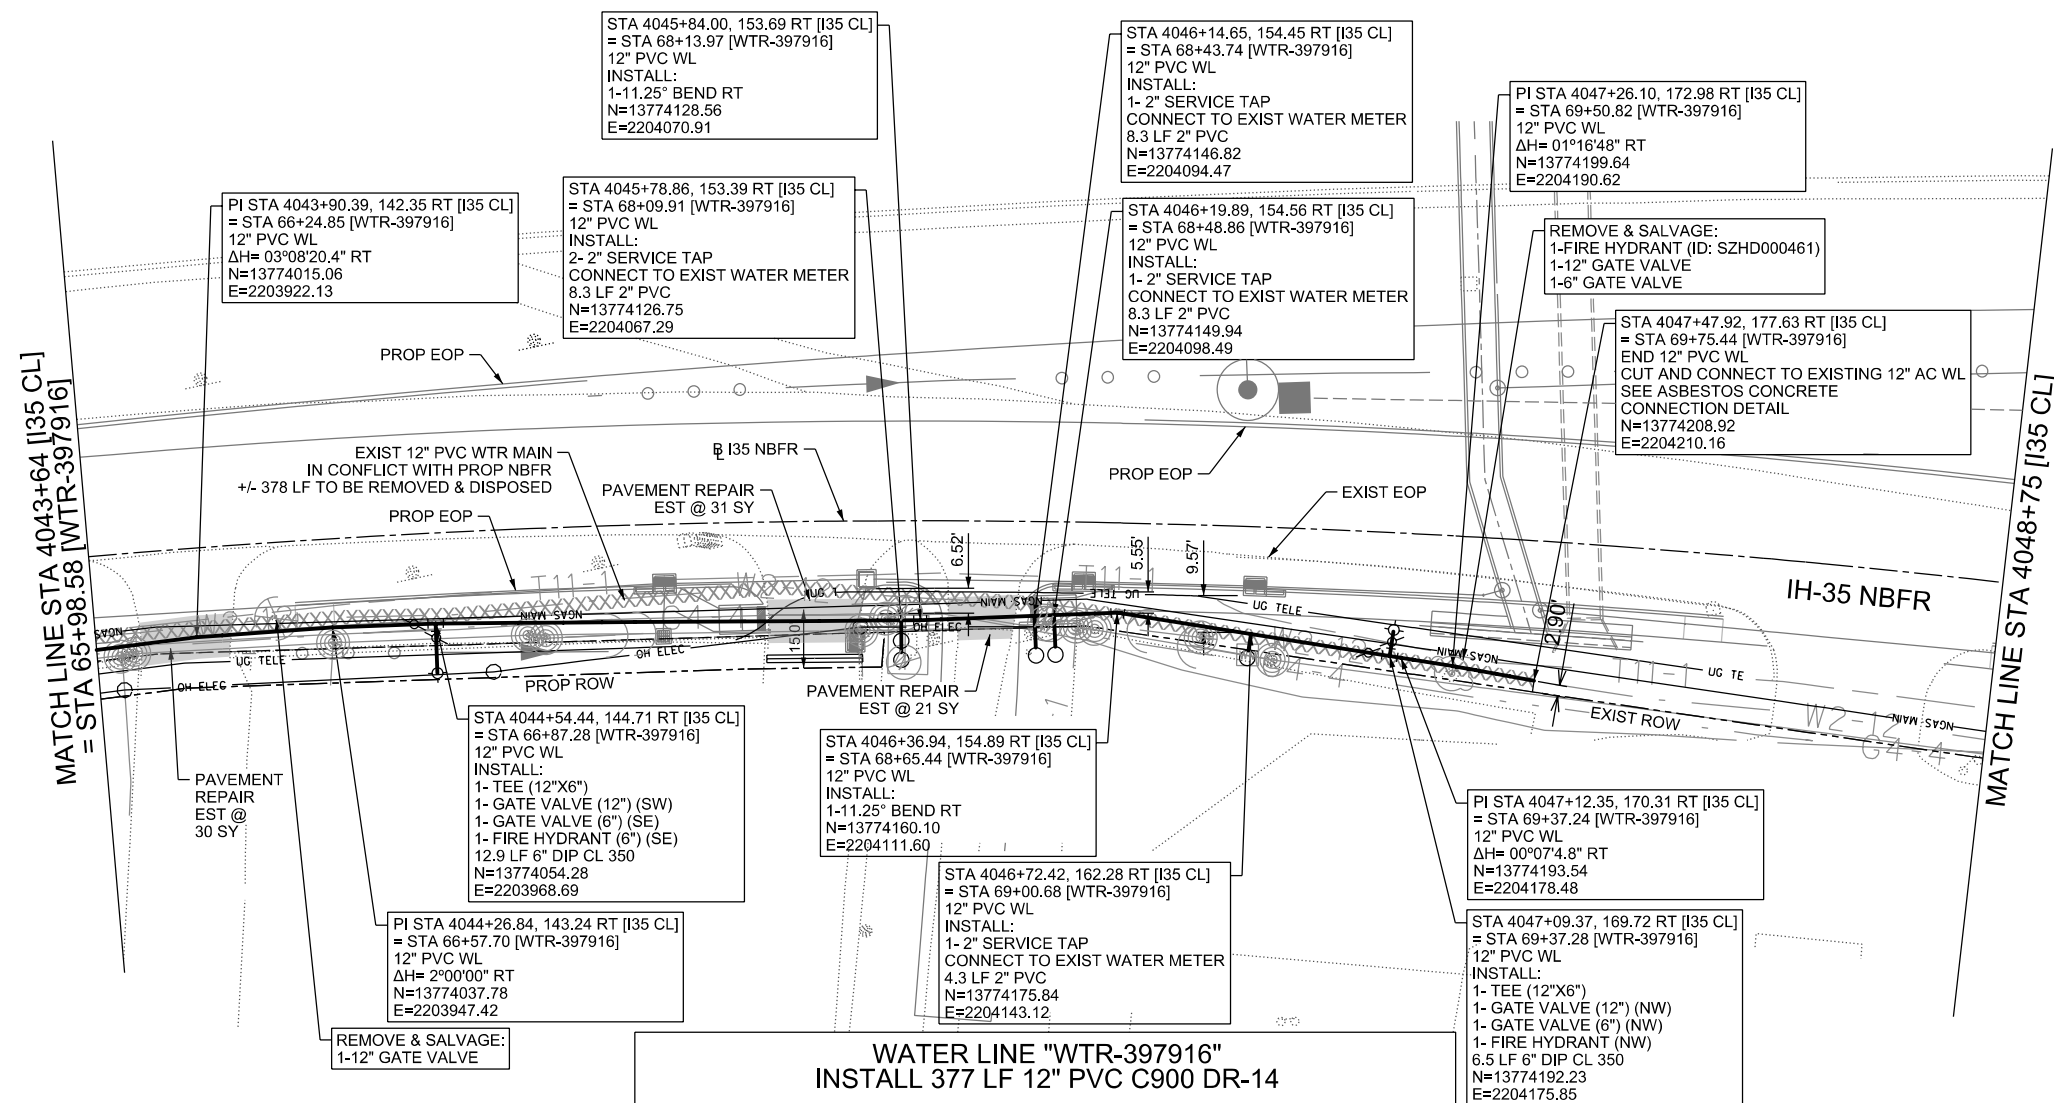 STA 4045+84.00, 153.69 RT [I35 CL]
= STA 68+13.97 [WTR-397916]
12" PVC WL
INSTALL:
1-11.25° BEND RT
N=13774128.56
E=2204070.91
STA 4046+14.65, 154.45 RT [I35 CL]
= STA 68+43.74 [WTR-397916]
12" PVC WL
INSTALL:
1- 2" SERVICE TAP
CONNECT TO EXIST WATER METER
8.3 LF 2" PVC
N=13774146.82
E=2204094.47
PI STA 4047+26.10, 172.98 RT [I35 CL]
= STA 69+50.82 [WTR-397916]
12" PVC WL
ΔH= 01°16'48" RT
N=13774199.64
E=2204190.62
PI STA 4043+90.39, 142.35 RT [I35 CL]
= STA 66+24.85 [WTR-397916]
12" PVC WL
ΔH= 03°08'20.4" RT
N=13774015.06
E=2203922.13
STA 4045+78.86, 153.39 RT [I35 CL]
= STA 68+09.91 [WTR-397916]
12" PVC WL
INSTALL:
2- 2" SERVICE TAP
CONNECT TO EXIST WATER METER
8.3 LF 2" PVC
N=13774126.75
E=2204067.29
STA 4046+19.89, 154.56 RT [I35 CL]
= STA 68+48.86 [WTR-397916]
12" PVC WL
INSTALL:
1- 2" SERVICE TAP
CONNECT TO EXIST WATER METER
8.3 LF 2" PVC
N=13774149.94
E=2204098.49
REMOVE & SALVAGE:
1-FIRE HYDRANT (ID: SZHD000461)
1-12" GATE VALVE
1-6" GATE VALVE
STA 4047+47.92, 177.63 RT [I35 CL]
= STA 69+75.44 [WTR-397916]
END 12" PVC WL
CUT AND CONNECT TO EXISTING 12" AC WL
SEE ASBESTOS CONCRETE
CONNECTION DETAIL
N=13774208.92
E=2204210.16
MATCH LINE STA 4043+64 [I35 CL]
= STA 65+98.58 [WTR-397916]
PROP EOP
EXIST 12" PVC WTR MAIN
IN CONFLICT WITH PROP NBFR
+/- 378 LF TO BE REMOVED & DISPOSED
PROP EOP
PAVEMENT REPAIR
EST @ 31 SY
BL I35 NBFR
PROP EOP
EXIST EOP
6.52'
5.55'
9.57'
2.90'
15.0'
IH-35 NBFR
MATCH LINE STA 4048+75 [I35 CL]
T11-1
T11-1
T11-1
W2-12
G4-4
NGAS
NGAS MAIN
NGAS MAIN
NGAS MAIN
NGAS MAIN
UG TELE
UG TELE
UG TELE
UG TE
OH ELEC
OH ELEC
OH ELEC
PROP ROW
EXIST ROW
PAVEMENT REPAIR
EST @ 21 SY
PAVEMENT
REPAIR
EST @
30 SY
STA 4044+54.44, 144.71 RT [I35 CL]
= STA 66+87.28 [WTR-397916]
12" PVC WL
INSTALL:
1- TEE (12"X6")
1- GATE VALVE (12") (SW)
1- GATE VALVE (6") (SE)
1- FIRE HYDRANT (6") (SE)
12.9 LF 6" DIP CL 350
N=13774054.28
E=2203968.69
STA 4046+36.94, 154.89 RT [I35 CL]
= STA 68+65.44 [WTR-397916]
12" PVC WL
INSTALL:
1-11.25° BEND RT
N=13774160.10
E=2204111.60
PI STA 4047+12.35, 170.31 RT [I35 CL]
= STA 69+37.24 [WTR-397916]
12" PVC WL
ΔH= 00°07'4.8" RT
N=13774193.54
E=2204178.48
PI STA 4044+26.84, 143.24 RT [I35 CL]
= STA 66+57.70 [WTR-397916]
12" PVC WL
ΔH= 2°00'00" RT
N=13774037.78
E=2203947.42
STA 4046+72.42, 162.28 RT [I35 CL]
= STA 69+00.68 [WTR-397916]
12" PVC WL
INSTALL:
1- 2" SERVICE TAP
CONNECT TO EXIST WATER METER
4.3 LF 2" PVC
N=13774175.84
E=2204143.12
STA 4047+09.37, 169.72 RT [I35 CL]
= STA 69+37.28 [WTR-397916]
12" PVC WL
INSTALL:
1- TEE (12"X6")
1- GATE VALVE (12") (NW)
1- GATE VALVE (6") (NW)
1- FIRE HYDRANT (NW)
6.5 LF 6" DIP CL 350
N=13774192.23
E=2204175.85
REMOVE & SALVAGE:
1-12" GATE VALVE
WATER LINE "WTR-397916"
INSTALL 377 LF 12" PVC C900 DR-14